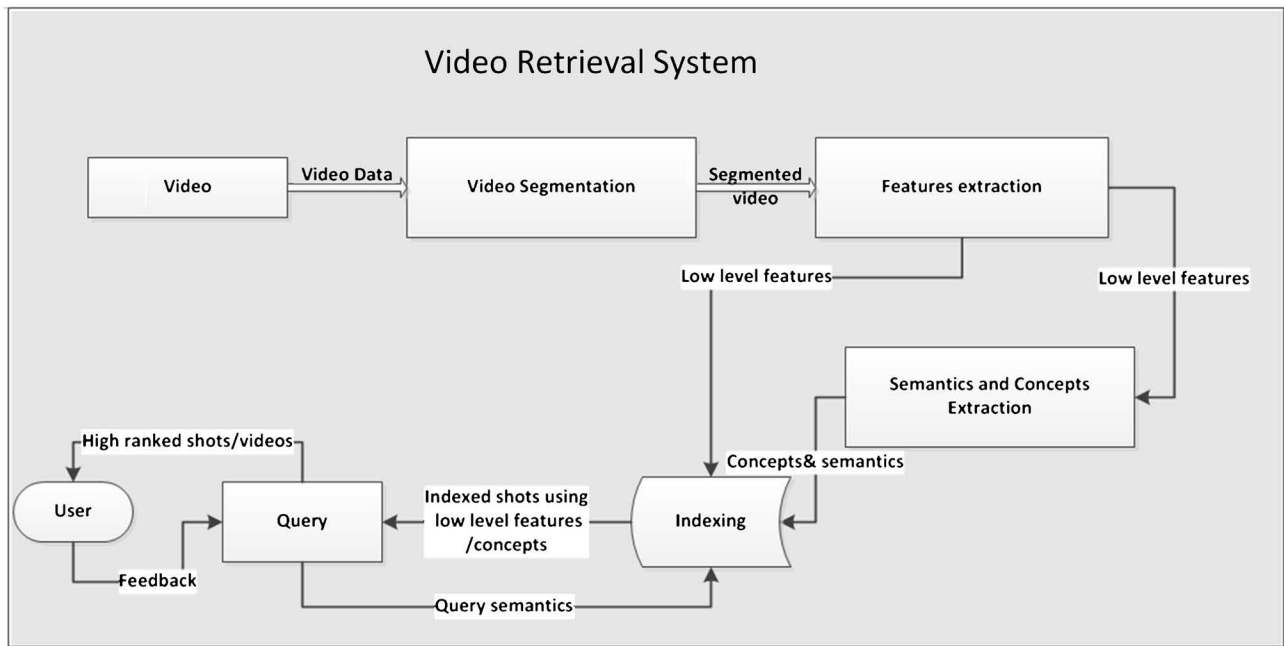 Video Retrieval System
Video
Video Data
Video Segmentation
Segmented
video
Features extraction
Low level features
Low level features
Semantics and Concepts
Extraction
High ranked shots/videos
Concepts& semantics
User
Query
Indexed shots using
low level features
/concepts
Indexing
Feedback
Query semantics